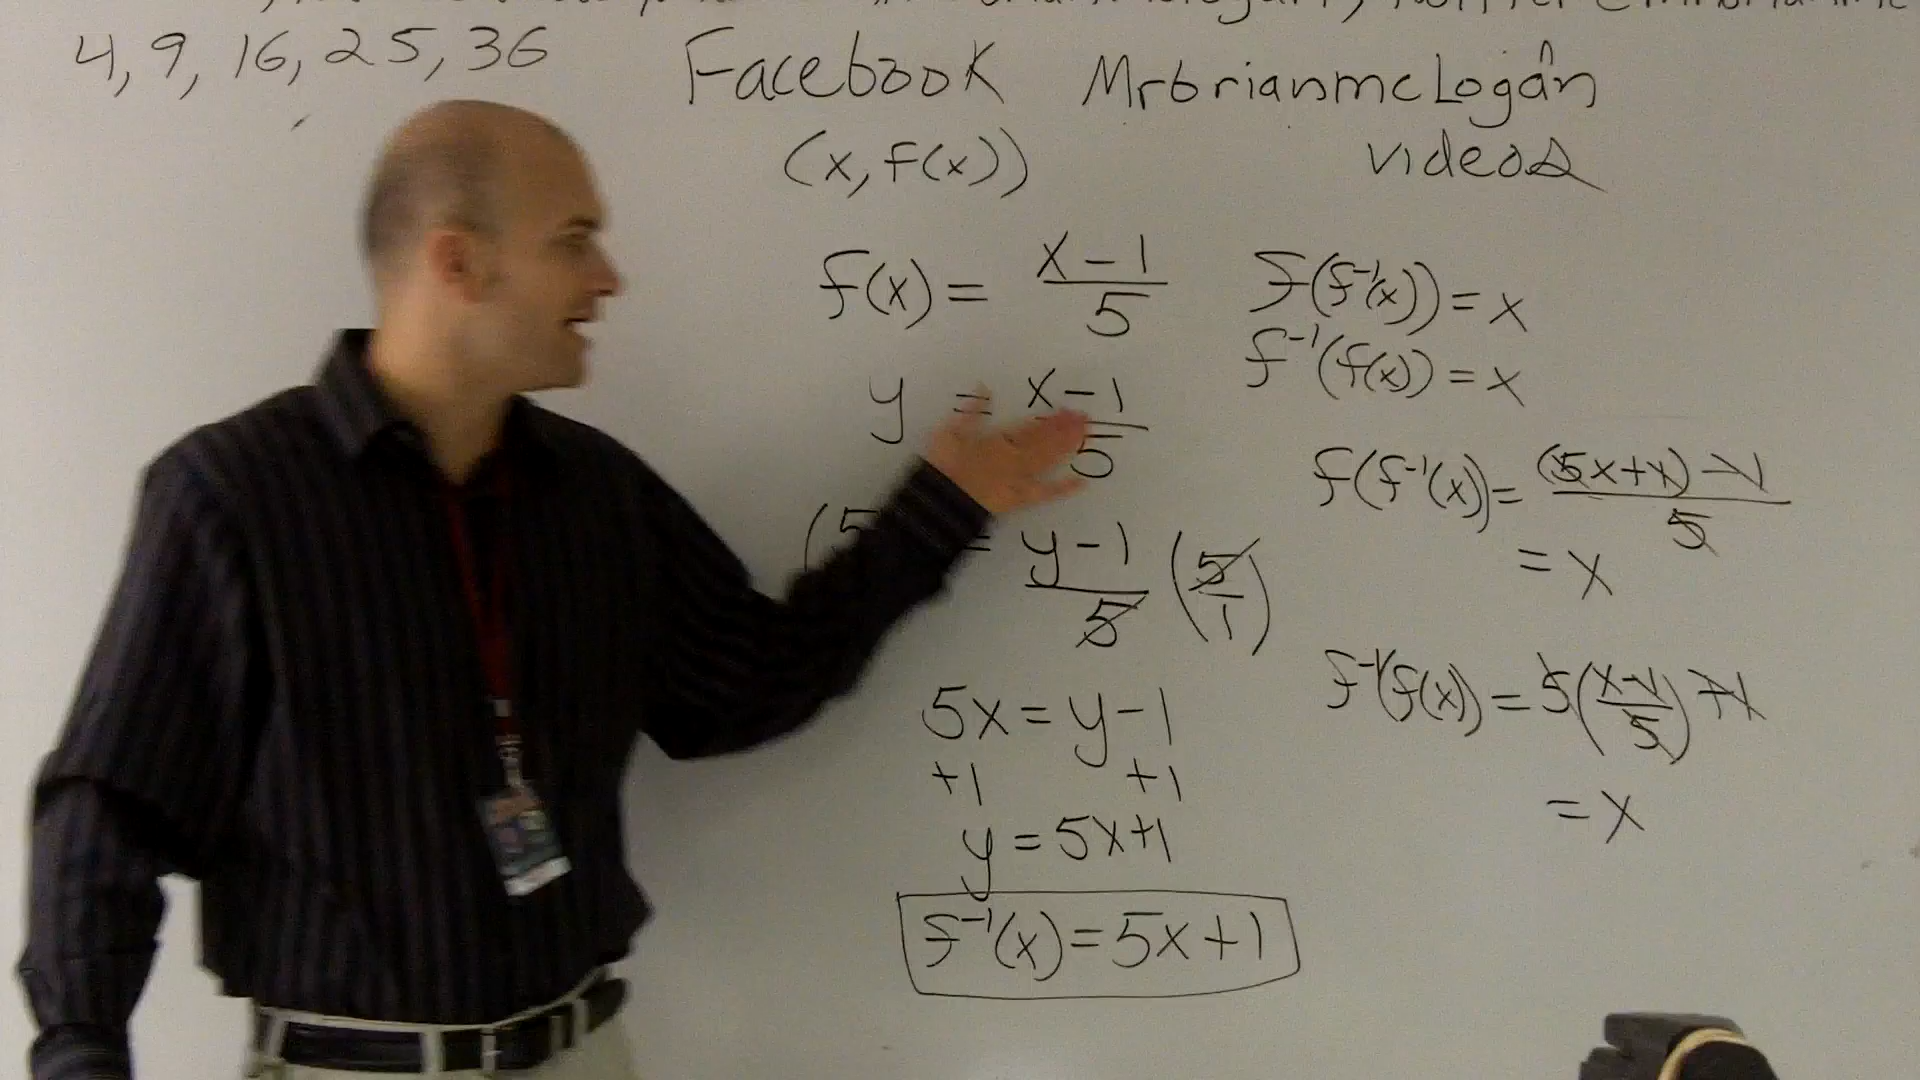 4, 9, 16, 25, 36
Facebook MrbrianmcLogan
(x, f(x))
videos
f(x) = x-1/5
y = x-1/5
(5 = y-1/5 (5/1)
5x = y-1
+1 +1
y = 5x+1
f⁻¹(x) = 5x+1
f(f⁻¹(x)) = x
f⁻¹(f(x)) = x
f(f⁻¹(x)) = (5x+1)-1/5
= x
f⁻¹(f(x)) = 5(x-1/5)+1
= x